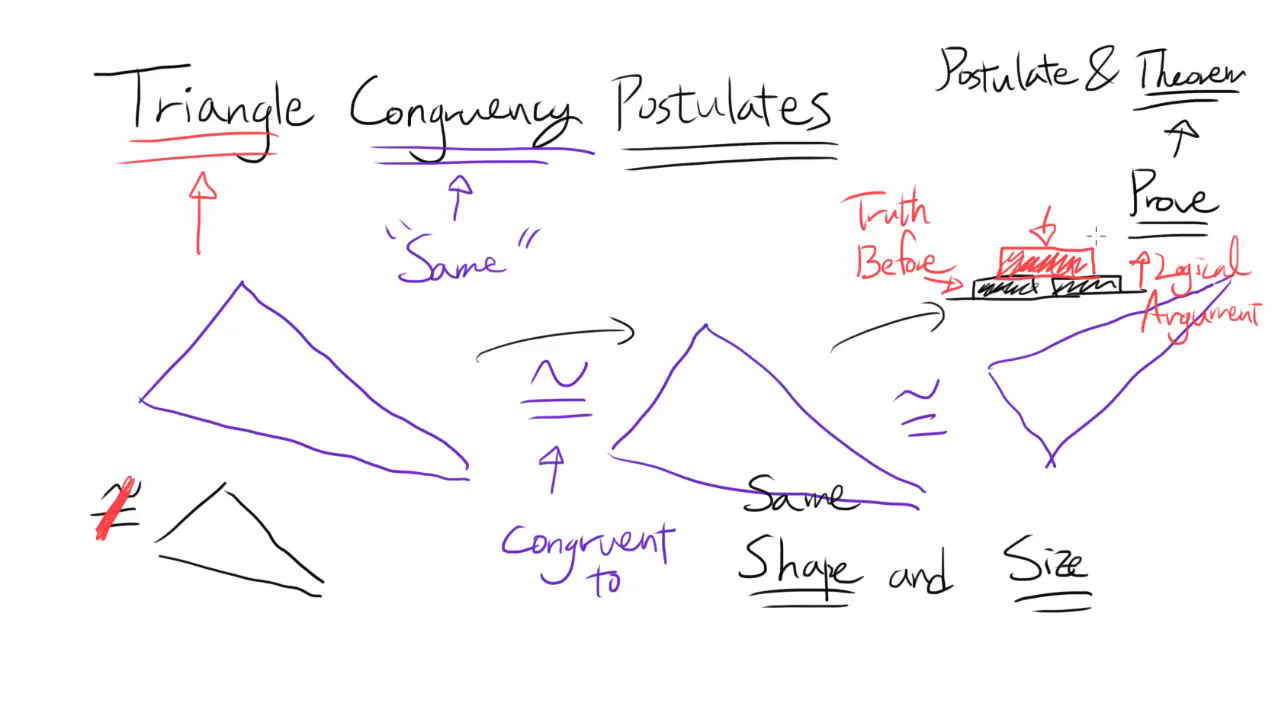 Triangle Congruency Postulates
Postulate & Theorem
Prove
Truth
Before
Logical
Argument
"Same"
≅
≅
≇
Congruent
to
Same
Shape and Size